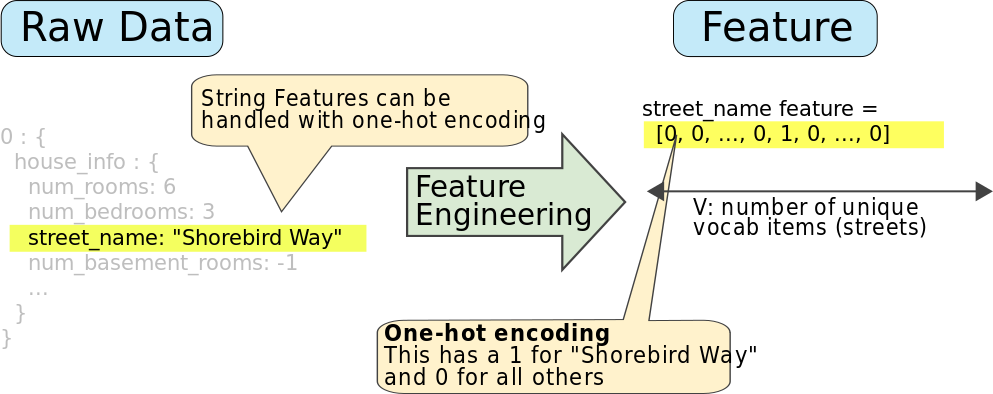 Raw Data
Feature
String Features can be
handled with one-hot encoding
0 : {
house_info : {
num_rooms: 6
num_bedrooms: 3
street_name: "Shorebird Way"
num_basement_rooms: -1
...
}
}
Feature
Engineering
street_name feature =
[0, 0, ..., 0, 1, 0, ..., 0]
V: number of unique
vocab items (streets)
One-hot encoding
This has a 1 for "Shorebird Way"
and 0 for all others